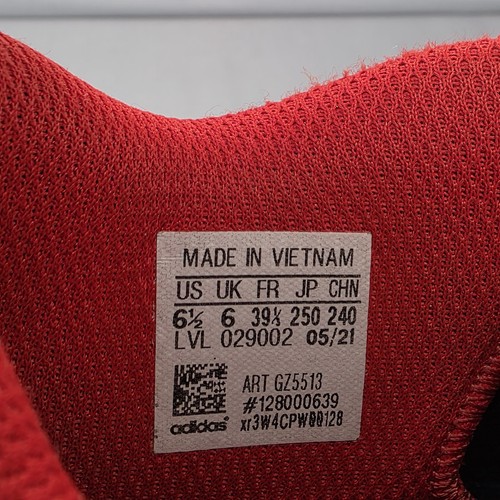 MADE IN VIETNAM
US UK FR JP CHN
6½ 6 39⅓ 250 240
LVL 029002 05/21
ART GZ5513
#128000639
adidas xr3W4CPW00128